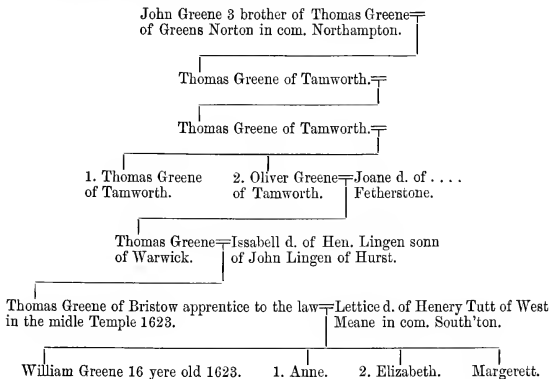 John Greene 3 brother of Thomas Greene
of Greens Norton in com. Northampton.
Thomas Greene of Tamworth.
Thomas Greene of Tamworth.
1. Thomas Greene
of Tamworth.
2. Oliver Greene
of Tamworth.
Joane d. of . . . .
Fetherstone.
Thomas Greene
of Warwick.
Issabell d. of Hen. Lingen sonn
of John Lingen of Hurst.
Thomas Greene of Bristow apprentice to the law
in the midle Temple 1623.
Lettice d. of Henery Tutt of West
Meane in com. South'ton.
William Greene 16 yere old 1623.
1. Anne.
2. Elizabeth.
Margerett.